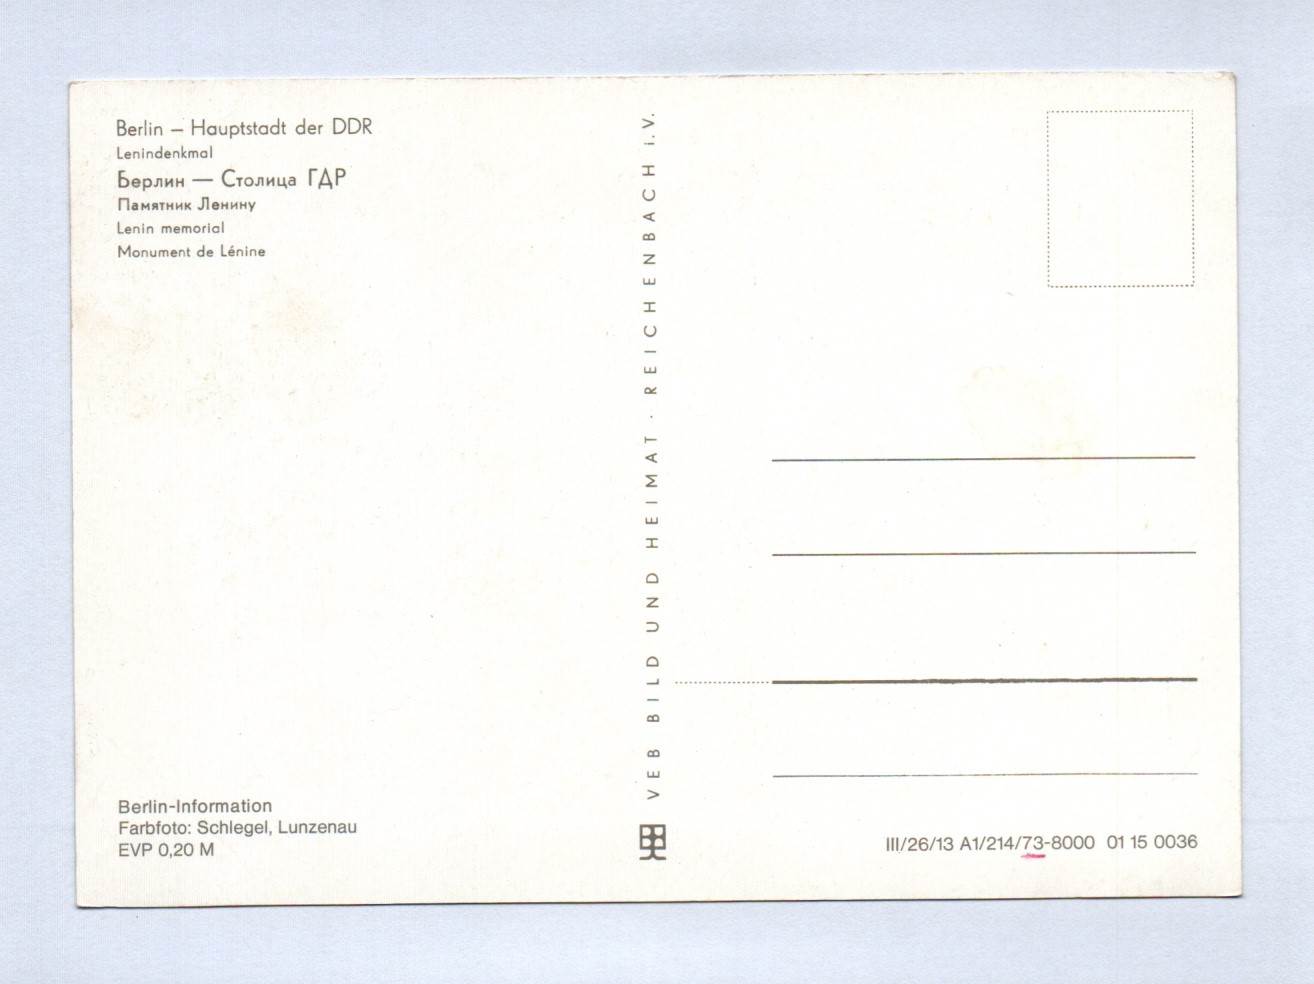 Berlin – Hauptstadt der DDR
Lenindenkmal
Берлин — Столица ГДР
Памятник Ленину
Lenin memorial
Monument de Lénine
VEB BILD UND HEIMAT · REICHENBACH i. V.
Berlin-Information
Farbfoto: Schlegel, Lunzenau
EVP 0,20 M
III/26/13 A1/214/73-8000 01 15 0036